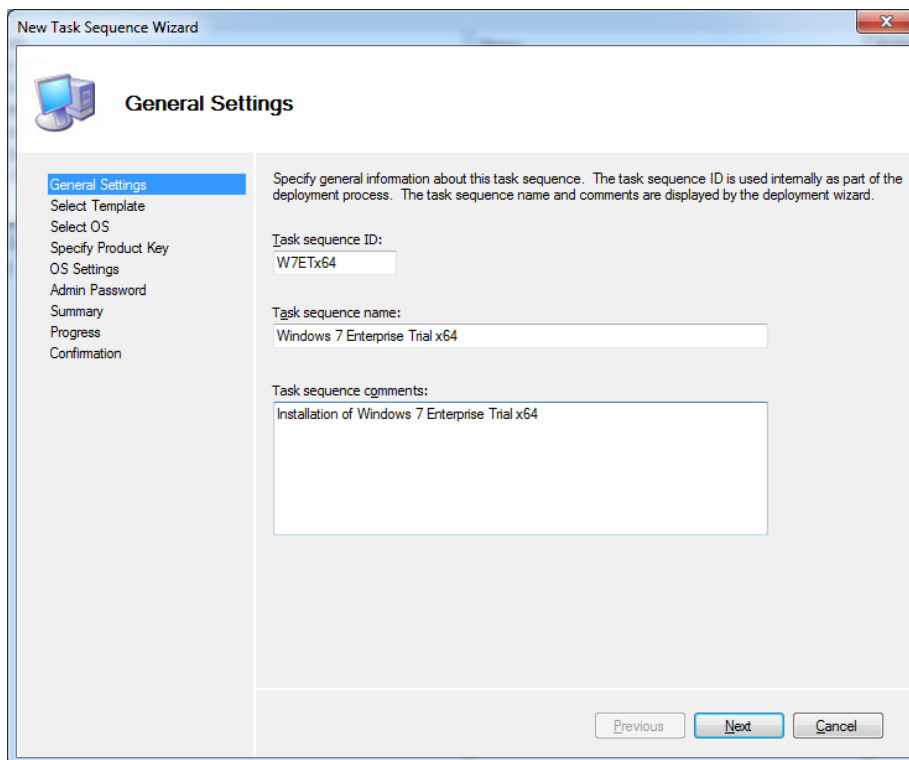 New Task Sequence Wizard
General Settings
General Settings
Select Template
Select OS
Specify Product Key
OS Settings
Admin Password
Summary
Progress
Confirmation
Specify general information about this task sequence.  The task sequence ID is used internally as part of the
deployment process.  The task sequence name and comments are displayed by the deployment wizard.
Task sequence ID:
W7ETx64
Task sequence name:
Windows 7 Enterprise Trial x64
Task sequence comments:
Installation of Windows 7 Enterprise Trial x64
Previous
Next
Cancel